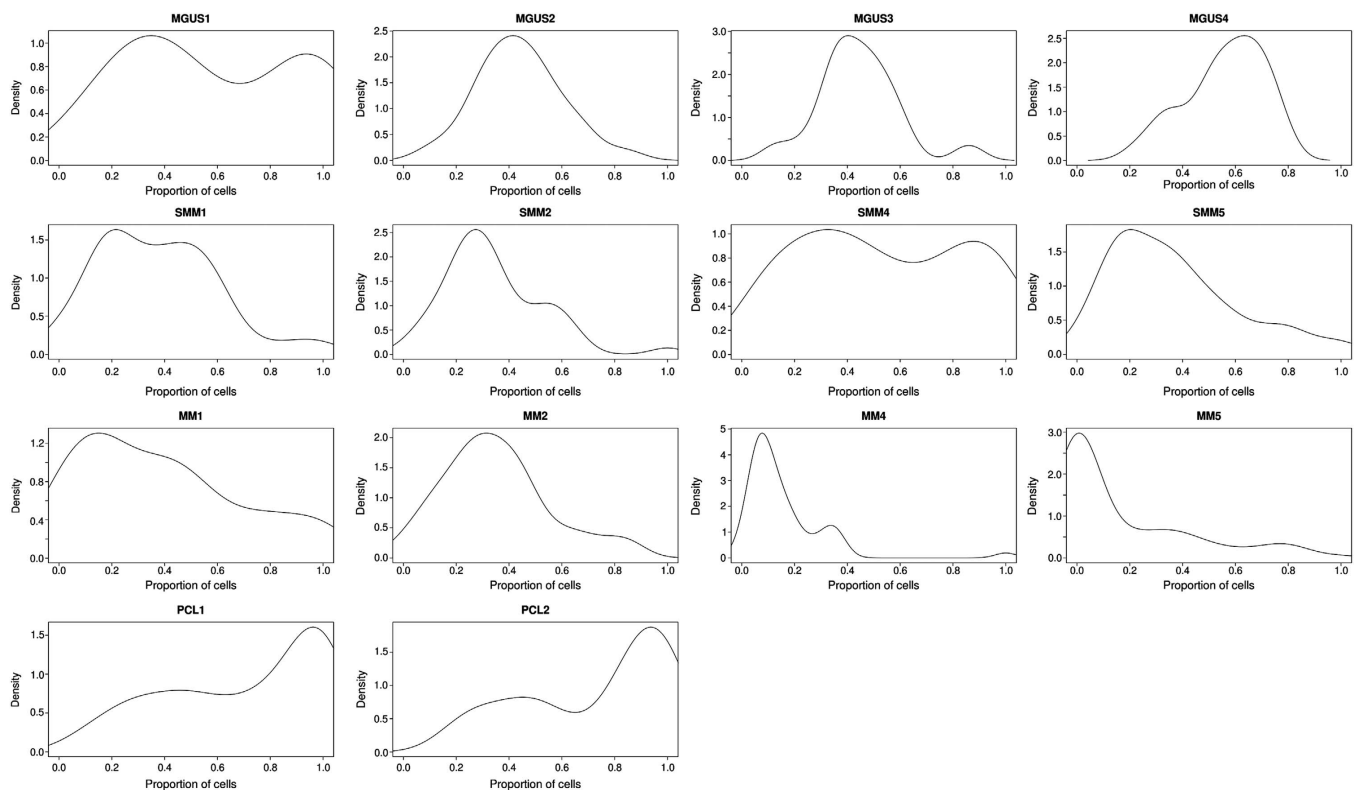 MGUS1 MGUS2 MGUS3 MGUS4
Density 1.0 0.8 0.6 0.4 0.2 0.0
0.0 0.2 0.4 0.6 0.8 1.0
Proportion of cells
Density 2.5 2.0 1.5 1.0 0.5 0.0
0.0 0.2 0.4 0.6 0.8 1.0
Proportion of cells
Density 3.0 2.0 1.0 0.0
0.0 0.2 0.4 0.6 0.8 1.0
Proportion of cells
Density 2.5 2.0 1.5 1.0 0.5 0.0
0.0 0.2 0.4 0.6 0.8 1.0
Proportion of cells
SMM1 SMM2 SMM4 SMM5
Density 1.5 1.0 0.5 0.0
0.0 0.2 0.4 0.6 0.8 1.0
Proportion of cells
Density 2.5 2.0 1.5 1.0 0.5 0.0
0.0 0.2 0.4 0.6 0.8 1.0
Proportion of cells
Density 1.0 0.8 0.6 0.4 0.2 0.0
0.0 0.2 0.4 0.6 0.8 1.0
Proportion of cells
Density 1.5 1.0 0.5 0.0
0.0 0.2 0.4 0.6 0.8 1.0
Proportion of cells
MM1 MM2 MM4 MM5
Density 1.2 0.8 0.4 0.0
0.0 0.2 0.4 0.6 0.8 1.0
Proportion of cells
Density 2.0 1.5 1.0 0.5 0.0
0.0 0.2 0.4 0.6 0.8 1.0
Proportion of cells
Density 5 4 3 2 1 0
0.0 0.2 0.4 0.6 0.8 1.0
Proportion of cells
Density 3.0 2.0 1.0 0.0
0.0 0.2 0.4 0.6 0.8 1.0
Proportion of cells
PCL1 PCL2
Density 1.5 1.0 0.5 0.0
0.0 0.2 0.4 0.6 0.8 1.0
Proportion of cells
Density 1.5 1.0 0.5 0.0
0.0 0.2 0.4 0.6 0.8 1.0
Proportion of cells